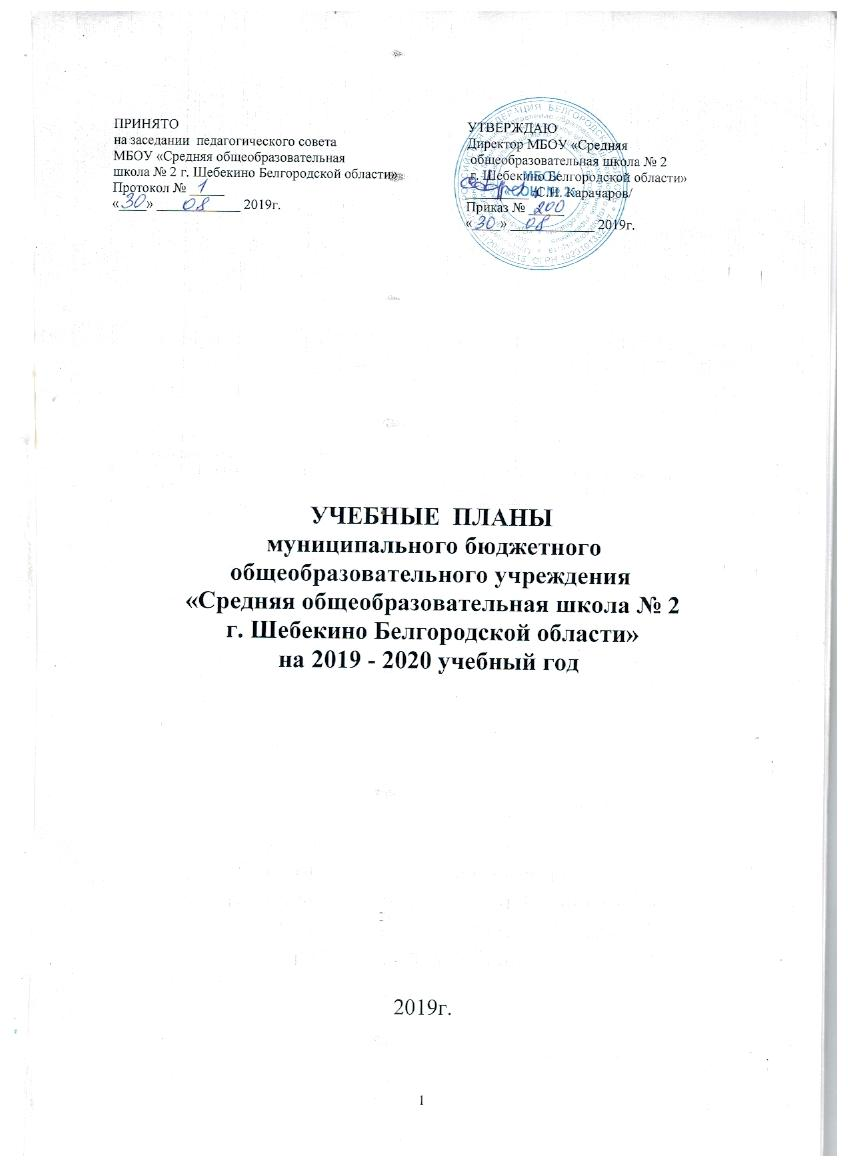 ПРИНЯТО
на заседании педагогического совета
МБОУ «Средняя общеобразовательная
школа № 2 г. Шебекино Белгородской области»
Протокол № 1
«30» 08 2019г.
УТВЕРЖДАЮ
Директор МБОУ «Средняя
общеобразовательная школа № 2
г. Шебекино Белгородской области»
Карачаров/
Приказ № 200
«30» 08 2019г.
УЧЕБНЫЕ ПЛАНЫ
муниципального бюджетного
общеобразовательного учреждения
«Средняя общеобразовательная школа № 2
г. Шебекино Белгородской области»
на 2019 - 2020 учебный год
2019г.
1